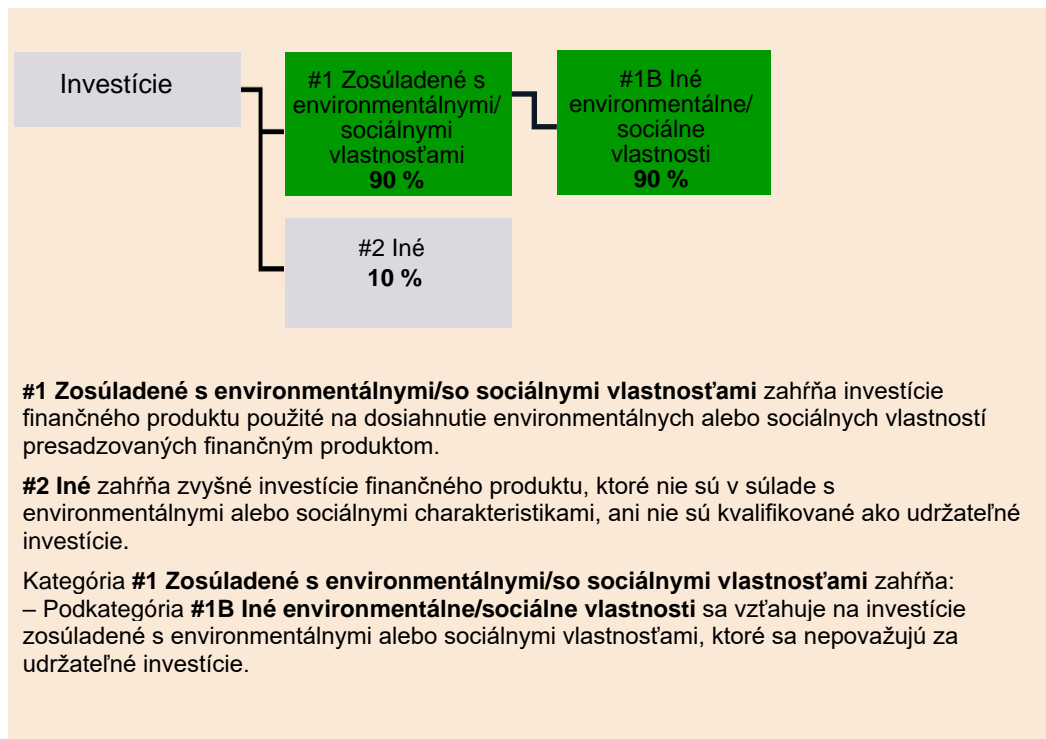 Investície
#1 Zosúladené s
environmentálnymi/
sociálnymi
vlastnosťami
90 %
#1B Iné
environmentálne/
sociálne
vlastnosti
90 %
#2 Iné
10 %
#1 Zosúladené s environmentálnymi/so sociálnymi vlastnosťami zahŕňa investície
finančného produktu použité na dosiahnutie environmentálnych alebo sociálnych vlastností
presadzovaných finančným produktom.
#2 Iné zahŕňa zvyšné investície finančného produktu, ktoré nie sú v súlade s
environmentálnymi alebo sociálnymi charakteristikami, ani nie sú kvalifikované ako udržateľné
investície.
Kategória #1 Zosúladené s environmentálnymi/so sociálnymi vlastnosťami zahŕňa:
– Podkategória #1B Iné environmentálne/sociálne vlastnosti sa vzťahuje na investície
zosúladené s environmentálnymi alebo sociálnymi vlastnosťami, ktoré sa nepovažujú za
udržateľné investície.